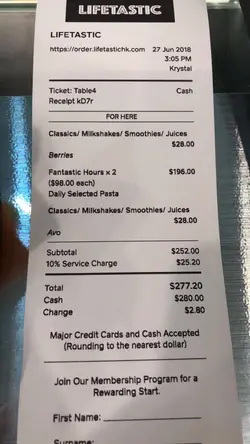 LIFETASTIC
LIFETASTIC
https://order.lifetastichk.com 27 Jun 2018
3:05 PM
Krystal
Ticket: Table4 Cash
Receipt kD7r
FOR HERE
Classics/ Milkshakes/ Smoothies/ Juices
$28.00
Berries
Fantastic Hours x 2 $196.00
($98.00 each)
Daily Selected Pasta
Classics/ Milkshakes/ Smoothies/ Juices
$28.00
Avo
Subtotal $252.00
10% Service Charge $25.20
Total $277.20
Cash $280.00
Change $2.80
Major Credit Cards and Cash Accepted
(Rounding to the nearest dollar)
Join Our Membership Program for a
Rewarding Start.
First Name:
Surname: